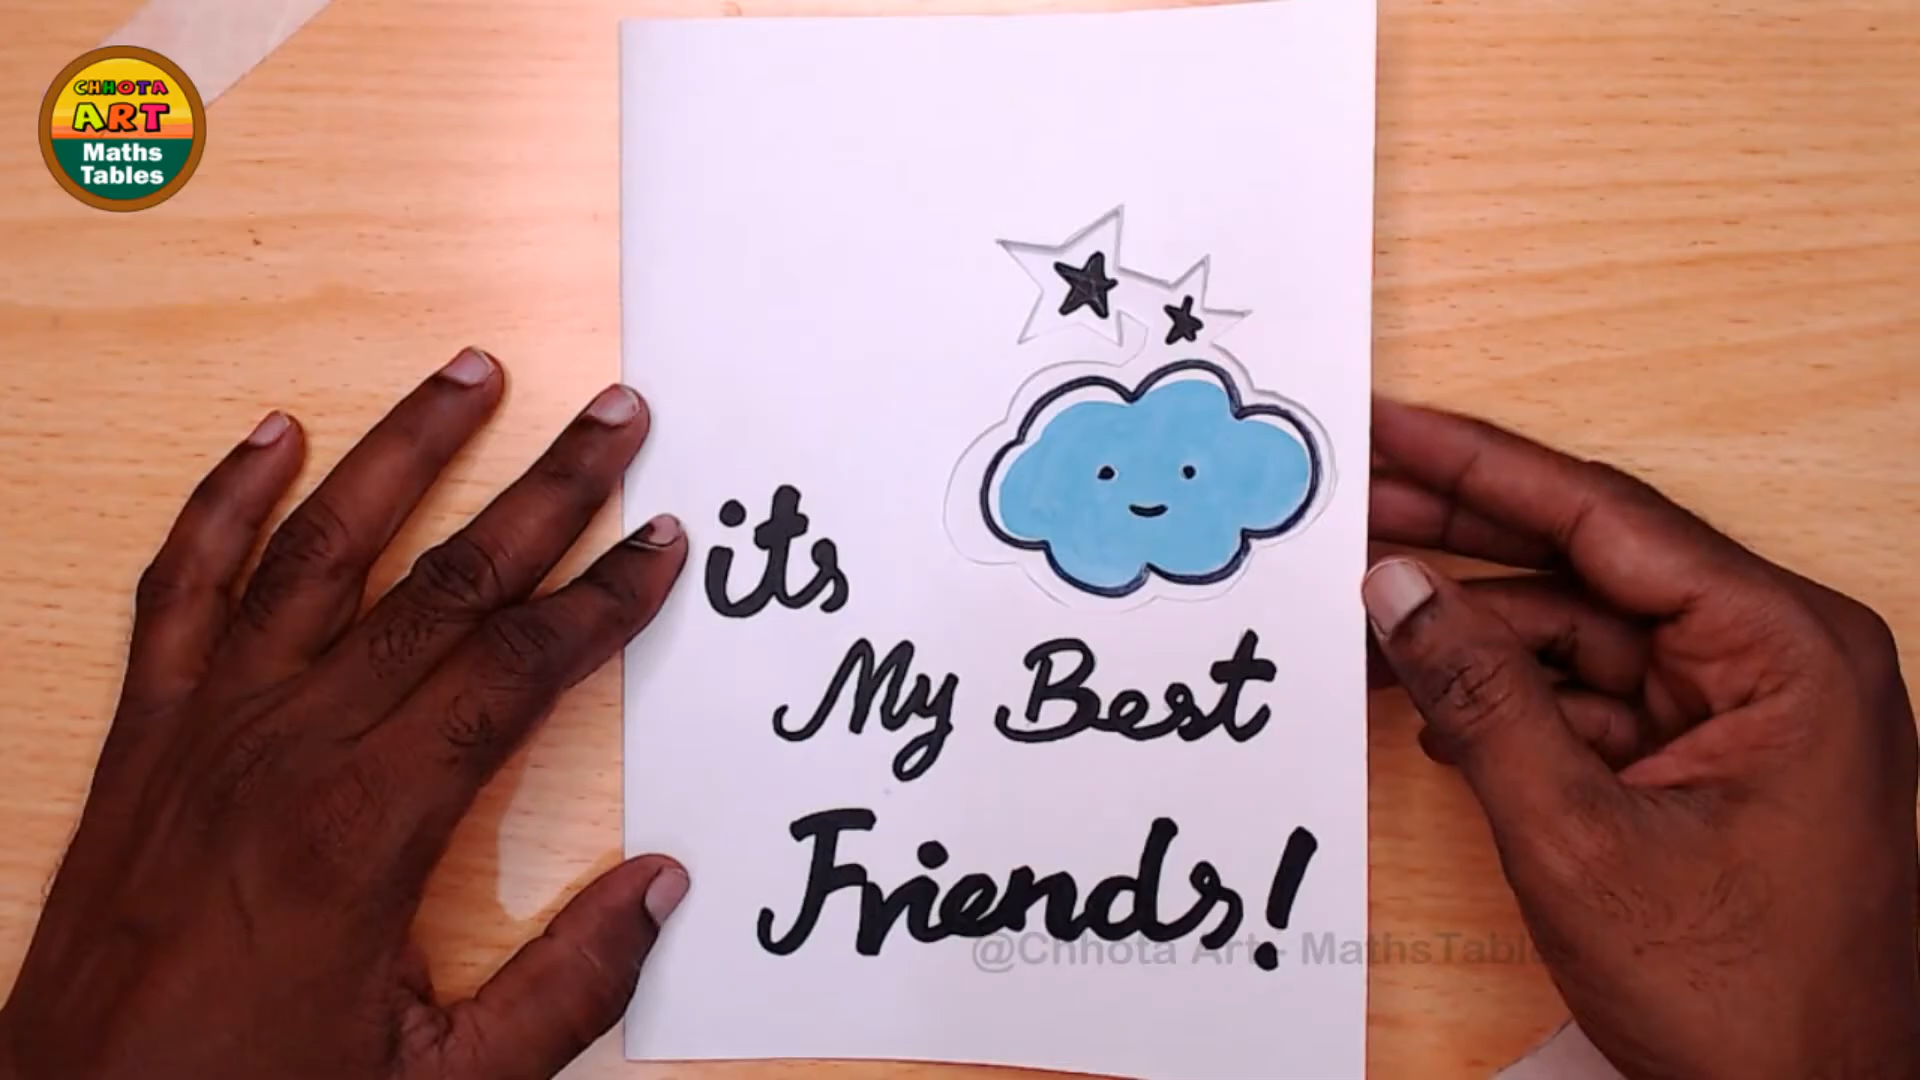 CHHOTA
ART
Maths
Tables
its
My Best
Friends!
@Chhota Art - MathsTables